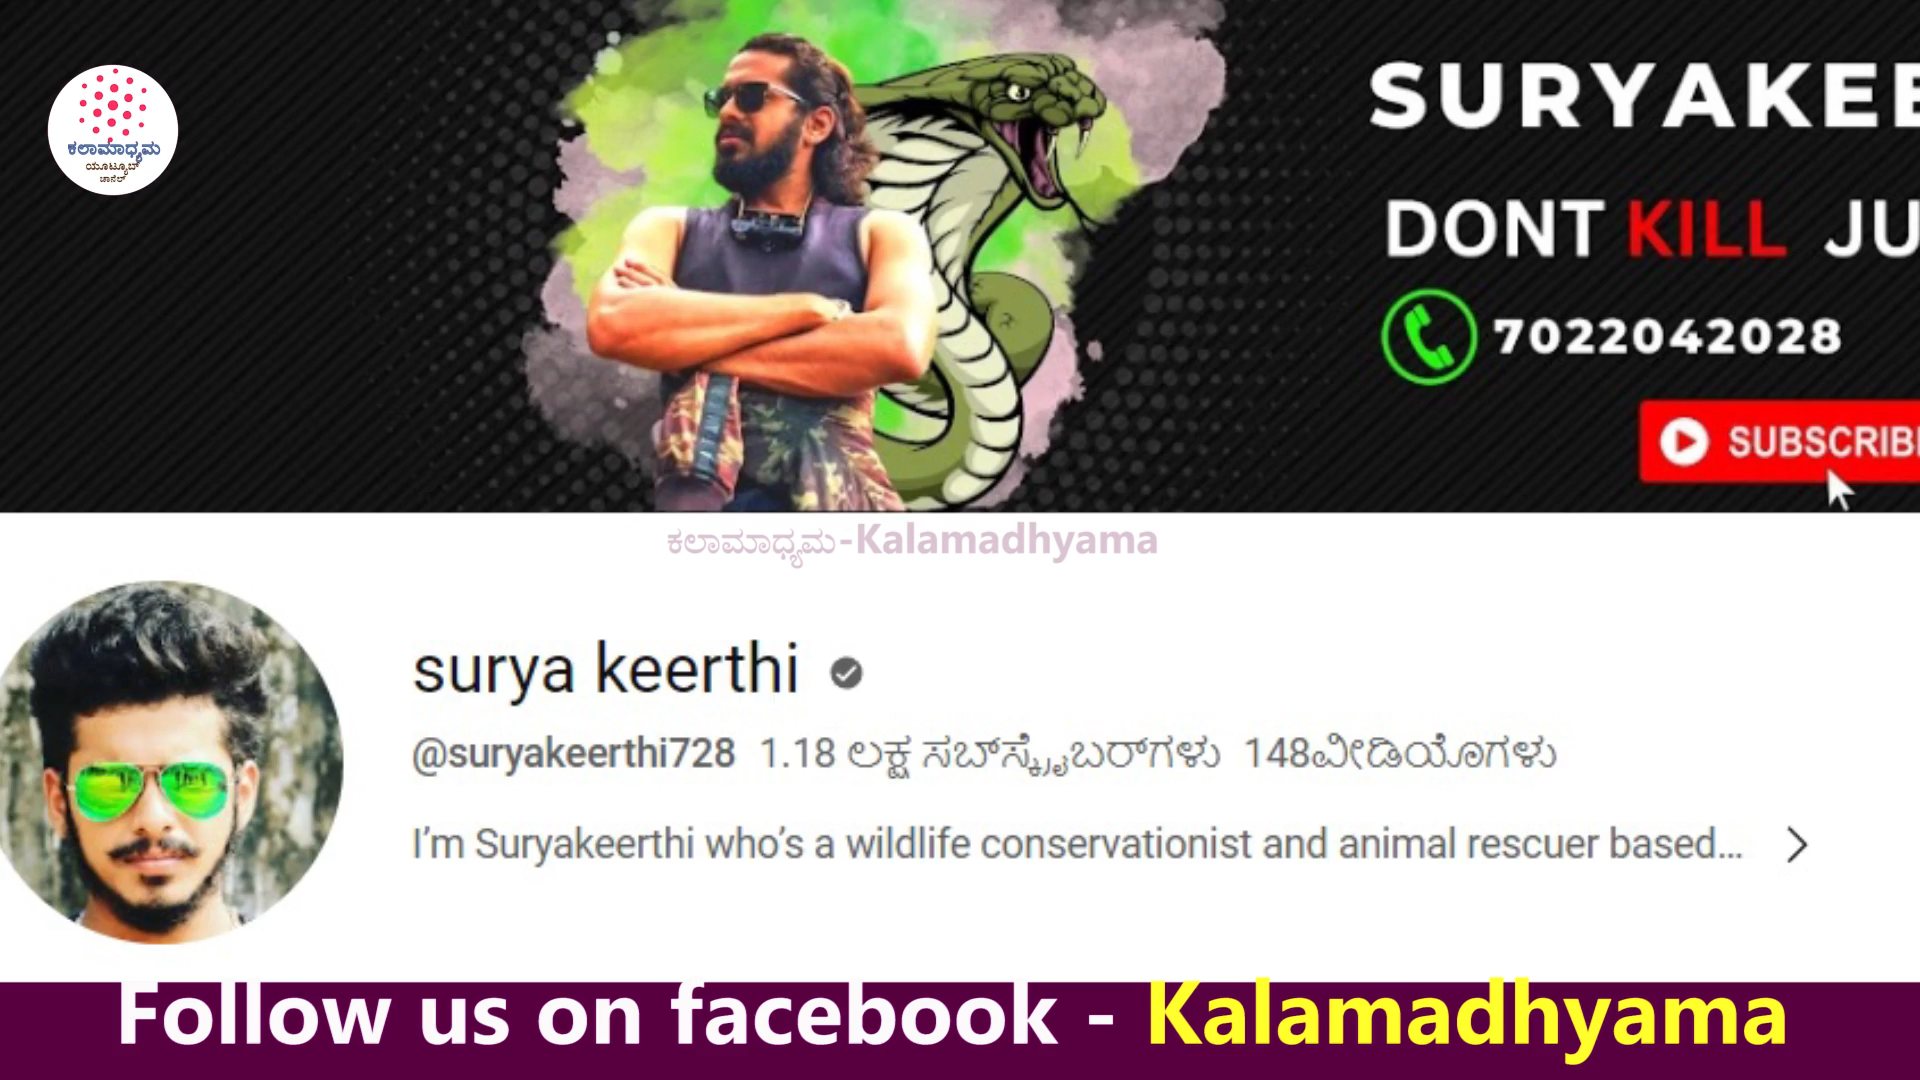 SURYAKEE
DONT KILL JU
7022042028
SUBSCRIBE
ಕಲಾಮಾಧ್ಯಮ
ಯೂಟ್ಯೂಬ್
ಚಾನೆಲ್
ಕಲಾಮಾಧ್ಯಮ-Kalamadhyama
surya keerthi
@suryakeerthi728 1.18 ಲಕ್ಷ ಸಬ್‌ಸ್ಕ್ರೈಬರ್‌ಗಳು 148ವೀಡಿಯೊಗಳು
I’m Suryakeerthi who’s a wildlife conservationist and animal rescuer based...
Follow us on facebook - Kalamadhyama